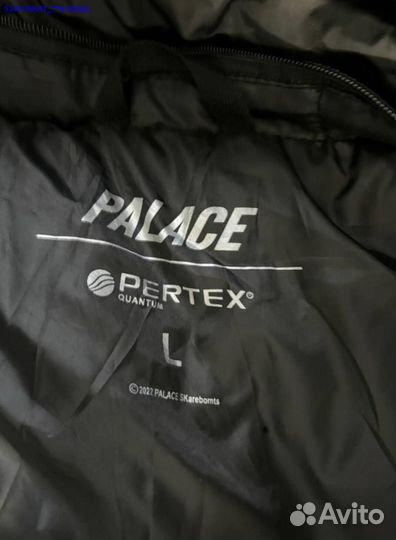 PALACE
PERTEX®
QUANTUM
L
©2022 PALACE SKarebomts
Avito